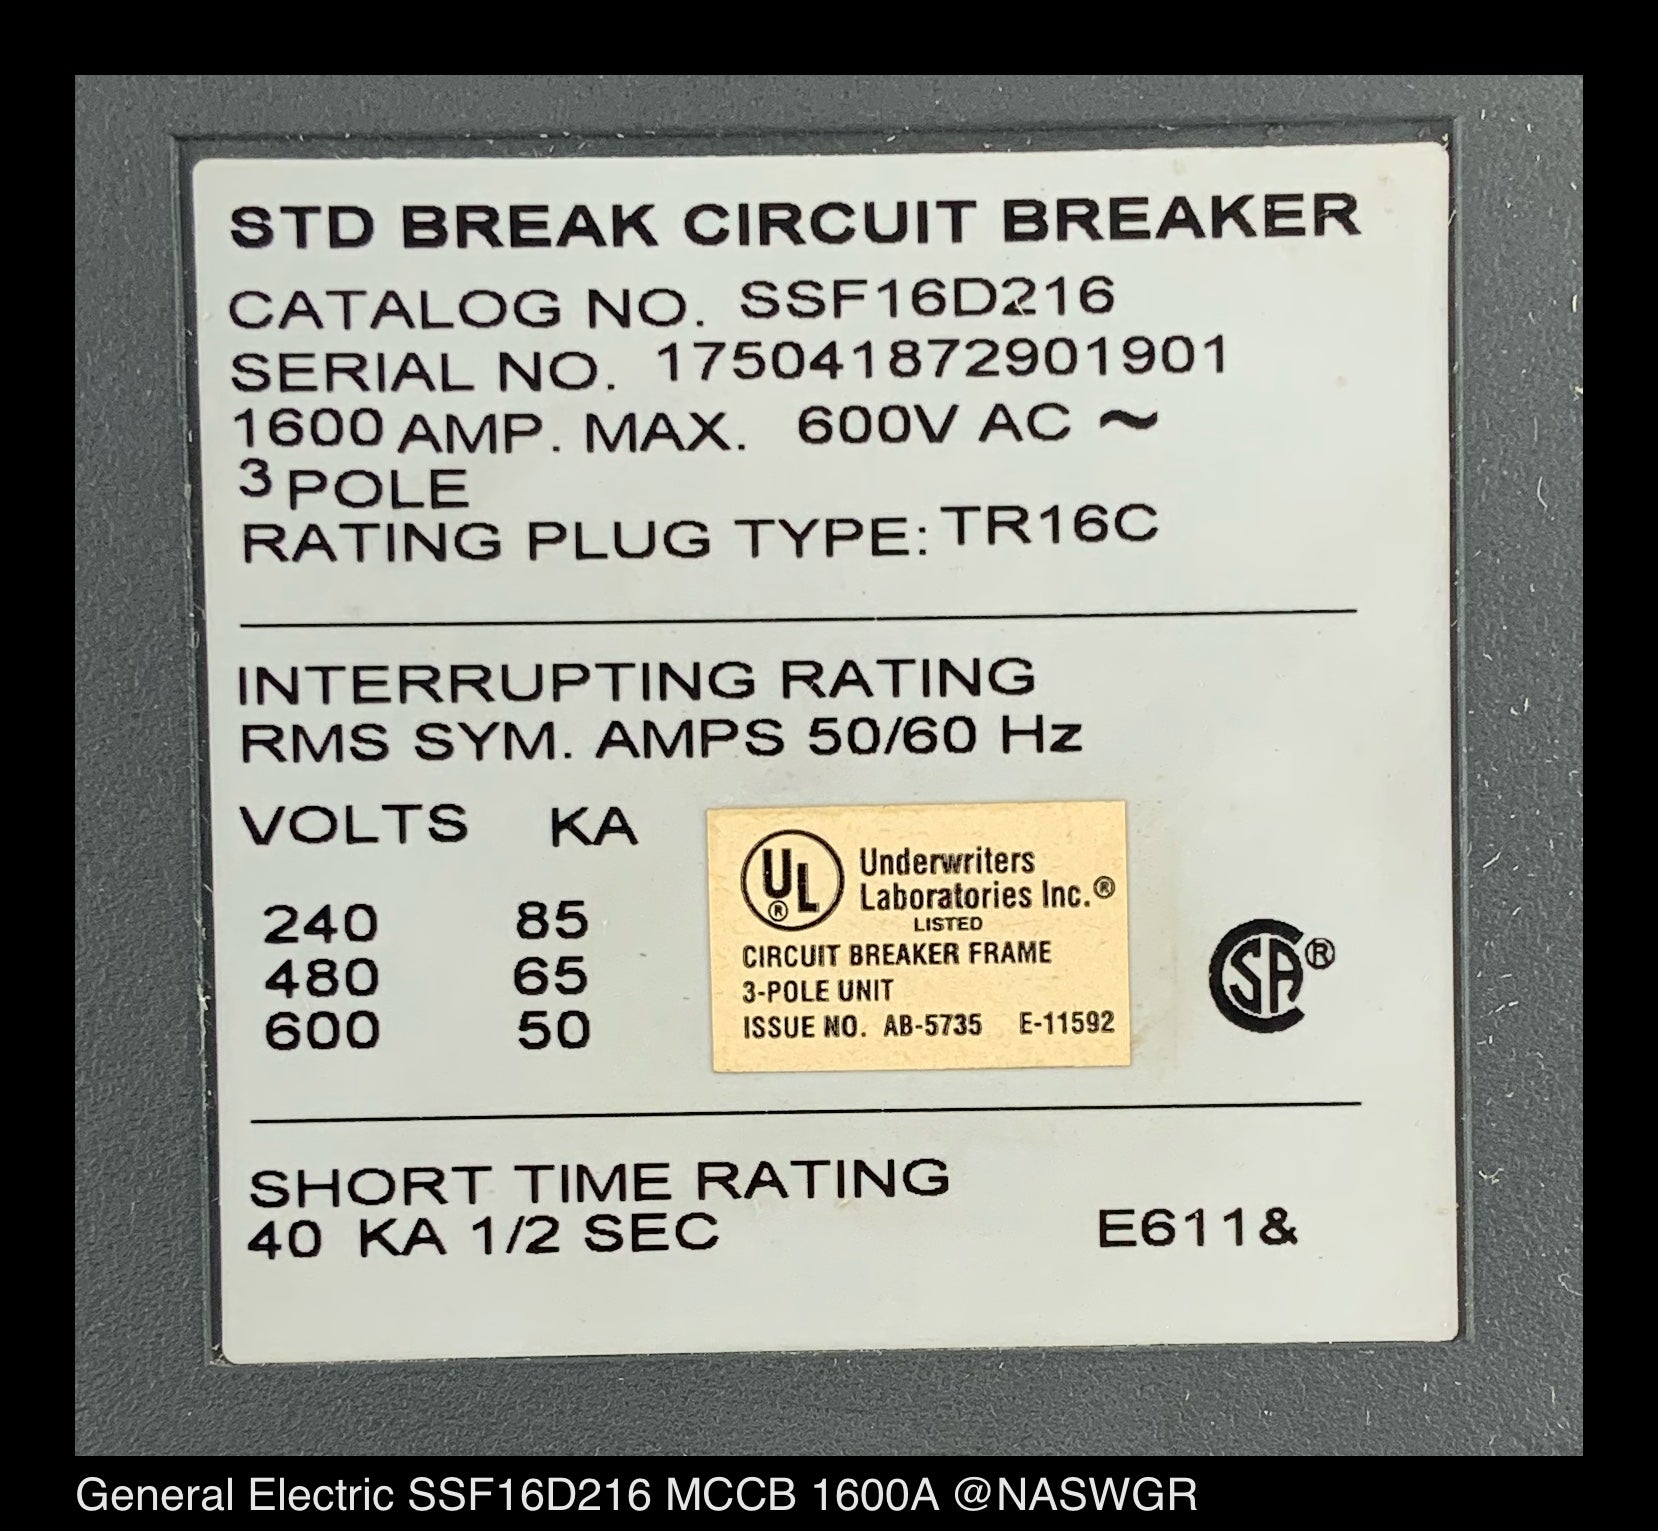 STD BREAK CIRCUIT BREAKER
CATALOG NO. SSF16D216
SERIAL NO. 175041872901901
1600 AMP. MAX. 600V AC ~
3 POLE
RATING PLUG TYPE: TR16C
INTERRUPTING RATING
RMS SYM. AMPS 50/60 Hz
VOLTS KA
240 85
480 65
600 50
UL®
Underwriters
Laboratories Inc.®
LISTED
CIRCUIT BREAKER FRAME
3-POLE UNIT
ISSUE NO. AB-5735 E-11592
SA®
SHORT TIME RATING
40 KA 1/2 SEC
E611&
General Electric SSF16D216 MCCB 1600A @NASWGR